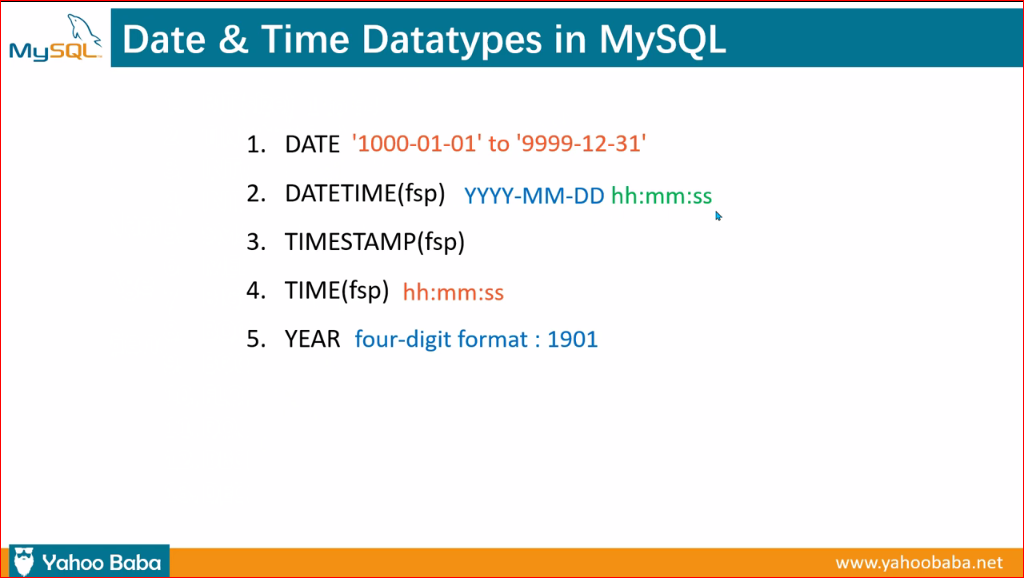 MySQL
Date & Time Datatypes in MySQL
1. DATE '1000-01-01' to '9999-12-31'
2. DATETIME(fsp) YYYY-MM-DD hh:mm:ss
3. TIMESTAMP(fsp)
4. TIME(fsp) hh:mm:ss
5. YEAR four-digit format : 1901
Yahoo Baba
www.yahoobaba.net